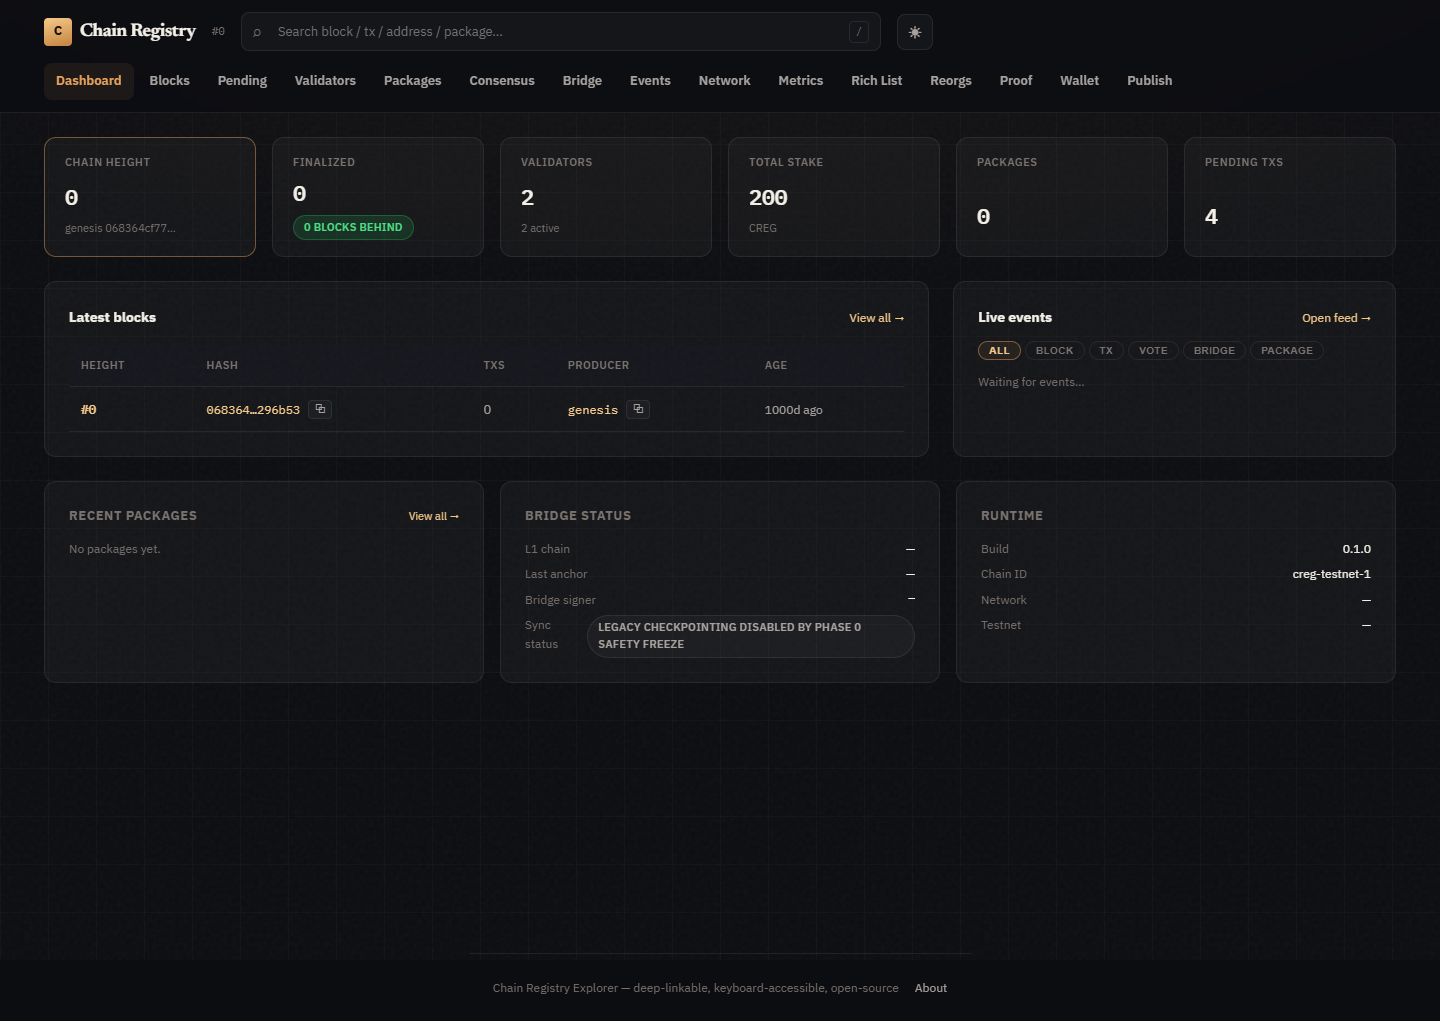 C Chain Registry #0 Search block / tx / address / package... /
Dashboard Blocks Pending Validators Packages Consensus Bridge Events Network Metrics Rich List Reorgs Proof Wallet Publish
CHAIN HEIGHT
0
genesis 068364cf77...
FINALIZED
0
0 BLOCKS BEHIND
VALIDATORS
2
2 active
TOTAL STAKE
200
CREG
PACKAGES
0
PENDING TXS
4
Latest blocks View all →
HEIGHT HASH TXS PRODUCER AGE
#0 068364…296b53 0 genesis 1000d ago
Live events Open feed →
ALL BLOCK TX VOTE BRIDGE PACKAGE
Waiting for events...
RECENT PACKAGES View all →
No packages yet.
BRIDGE STATUS
L1 chain —
Last anchor —
Bridge signer —
Sync status LEGACY CHECKPOINTING DISABLED BY PHASE 0
SAFETY FREEZE
RUNTIME
Build 0.1.0
Chain ID creg-testnet-1
Network —
Testnet —
Chain Registry Explorer — deep-linkable, keyboard-accessible, open-source About